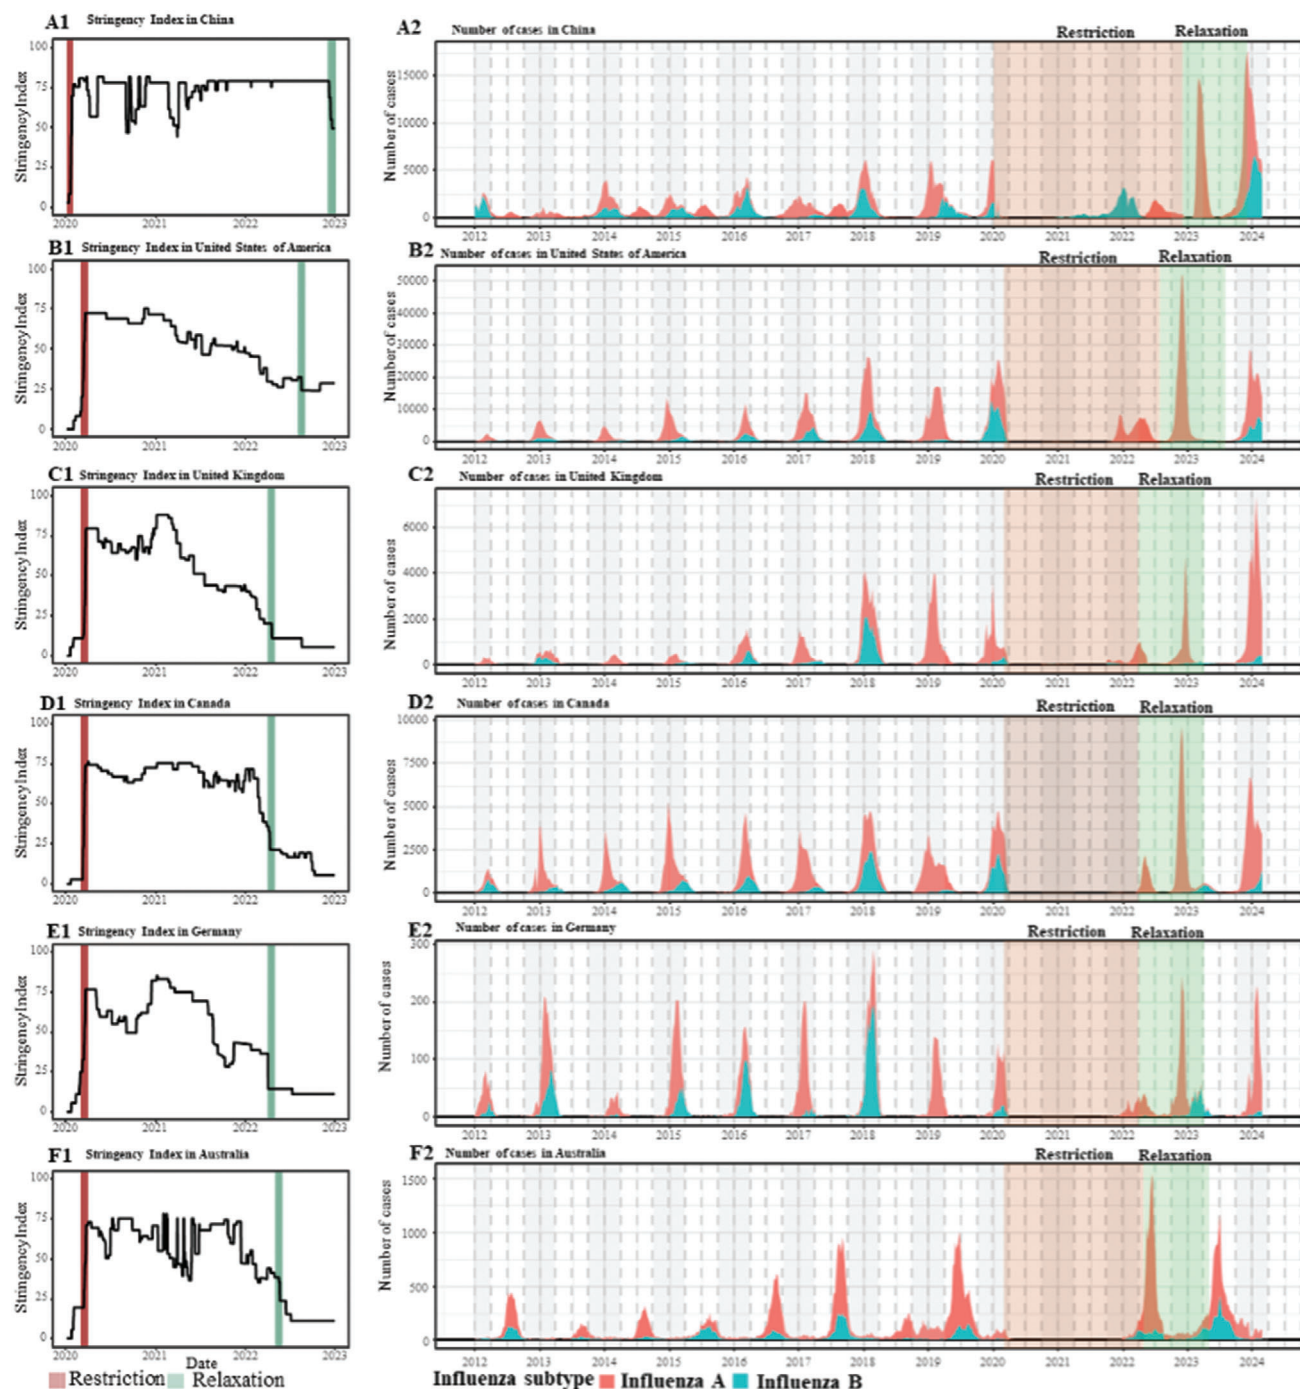 A1 Stringency Index in China
Stringency Index
100
75
50
25
0
2020 2021 2022 2023
A2 Number of cases in China
Restriction Relaxation
Number of cases
15000
10000
5000
0
2012 2013 2014 2015 2016 2017 2018 2019 2020 2021 2022 2023 2024
B1 Stringency Index in United States of America
Stringency Index
100
75
50
25
0
2020 2021 2022 2023
B2 Number of cases in United States of America
Restriction Relaxation
Number of cases
50000
40000
30000
20000
10000
0
2012 2013 2014 2015 2016 2017 2018 2019 2020 2021 2022 2023 2024
C1 Stringency Index in United Kingdom
Stringency Index
100
75
50
25
0
2020 2021 2022 2023
C2 Number of cases in United Kingdom
Restriction Relaxation
Number of cases
6000
4000
2000
0
2012 2013 2014 2015 2016 2017 2018 2019 2020 2021 2022 2023 2024
D1 Stringency Index in Canada
Stringency Index
100
75
50
25
0
2020 2021 2022 2023
D2 Number of cases in Canada
Restriction Relaxation
Number of cases
10000
7500
5000
2500
0
2012 2013 2014 2015 2016 2017 2018 2019 2020 2021 2022 2023 2024
E1 Stringency Index in Germany
Stringency Index
100
75
50
25
0
2020 2021 2022 2023
E2 Number of cases in Germany
Restriction Relaxation
Number of cases
300
200
100
0
2012 2013 2014 2015 2016 2017 2018 2019 2020 2021 2022 2023 2024
F1 Stringency Index in Australia
Stringency Index
100
75
50
25
0
2020 2021 2022 2023
Date
Restriction Relaxation
F2 Number of cases in Australia
Restriction Relaxation
Number of cases
1500
1000
500
0
2012 2013 2014 2015 2016 2017 2018 2019 2020 2021 2022 2023 2024
Influenza subtype Influenza A Influenza B